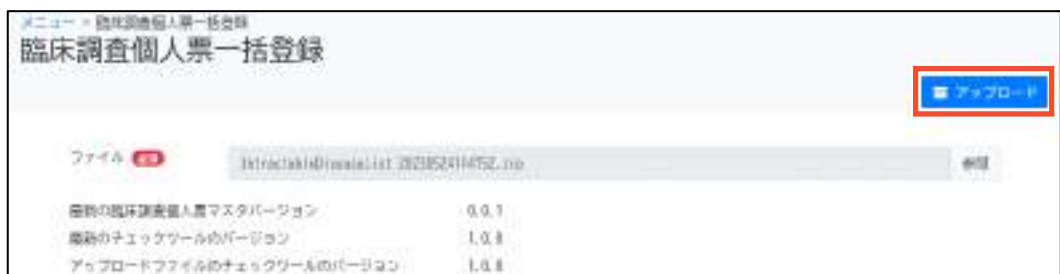 メニュー > 臨床調査個人票一括登録
臨床調査個人票一括登録
アップロード
ファイル 必須 IntractableDiseaseList_20230524114152.zip 参照
最新の臨床調査個人票マスタバージョン 0.0.1
最新のチェックツールのバージョン 1.0.8
アップロードファイルのチェックツールのバージョン 1.0.8